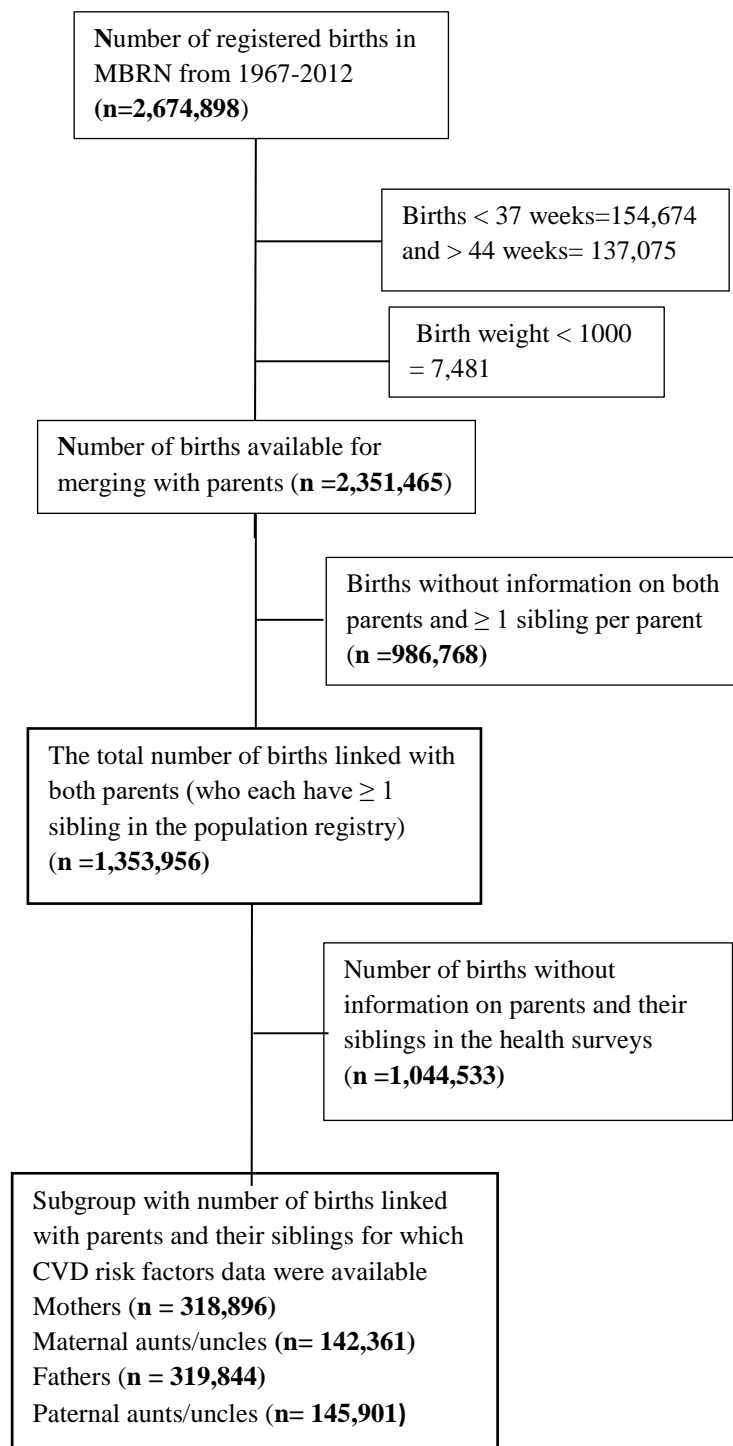 Number of registered births in
MBRN from 1967-2012
(n=2,674,898)
Births < 37 weeks=154,674
and > 44 weeks= 137,075
Birth weight < 1000
= 7,481
Number of births available for
merging with parents (n =2,351,465)
Births without information on both
parents and ≥ 1 sibling per parent
(n =986,768)
The total number of births linked with
both parents (who each have ≥ 1
sibling in the population registry)
(n =1,353,956)
Number of births without
information on parents and their
siblings in the health surveys
(n =1,044,533)
Subgroup with number of births linked
with parents and their siblings for which
CVD risk factors data were available
Mothers (n = 318,896)
Maternal aunts/uncles (n= 142,361)
Fathers (n = 319,844)
Paternal aunts/uncles (n= 145,901)